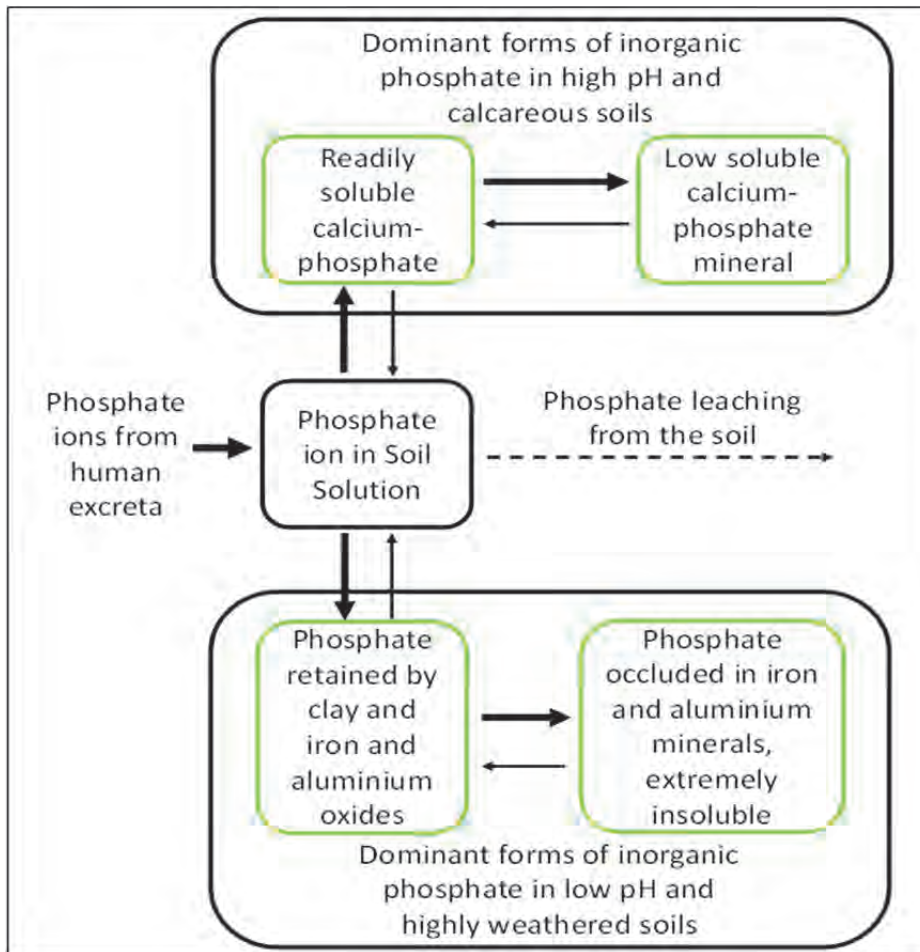 Dominant forms of inorganic
phosphate in high pH and
calcareous soils
Readily
soluble
calcium-
phosphate
Low soluble
calcium-
phosphate
mineral
Phosphate
ions from
human
excreta
Phosphate
ion in Soil
Solution
Phosphate leaching
from the soil
Phosphate
retained by
clay and
iron and
aluminium
oxides
Phosphate
occluded in iron
and aluminium
minerals,
extremely
insoluble
Dominant forms of inorganic
phosphate in low pH and
highly weathered soils